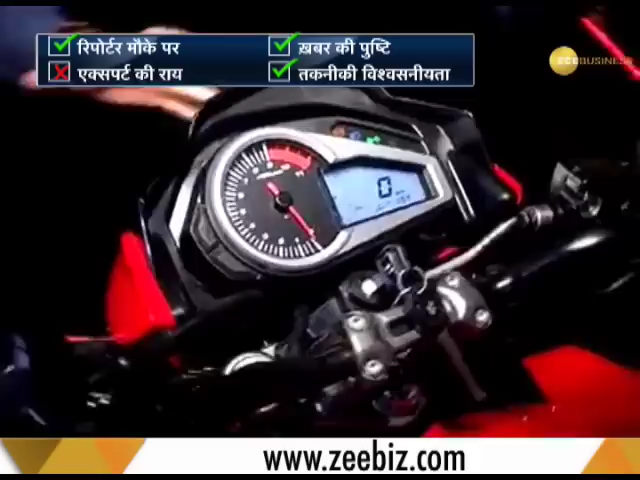 रिपोर्टर मौके पर
ख़बर की पुष्टि
एक्सपर्ट की राय
तकनीकी विश्वसनीयता
ZEE BUSINESS
0
www.zeebiz.com